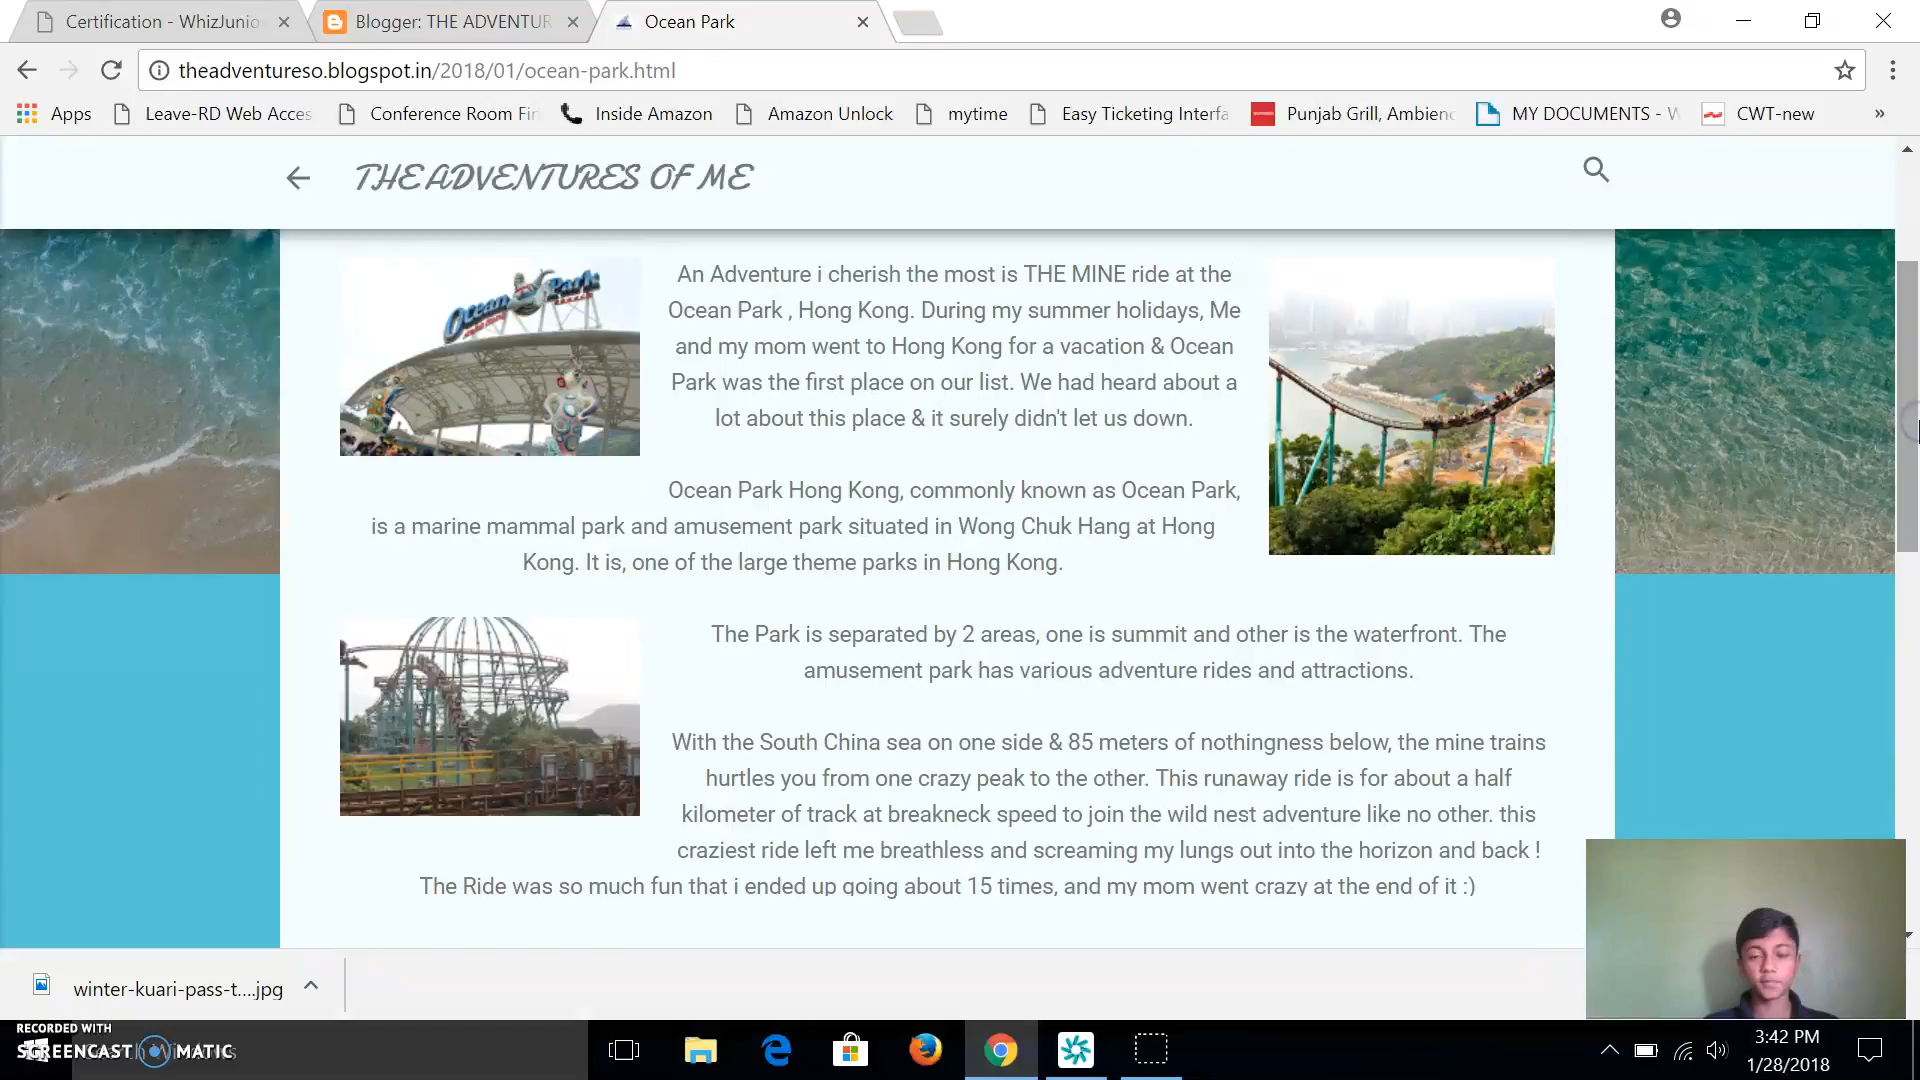 Certification - WhizJunio
Blogger: THE ADVENTUR
Ocean Park
theadventureso.blogspot.in/2018/01/ocean-park.html
Apps
Leave-RD Web Acces
Conference Room Fir
Inside Amazon
Amazon Unlock
mytime
Easy Ticketing Interfa
Punjab Grill, Ambienc
MY DOCUMENTS - W
CWT-new
»
THE ADVENTURES OF ME
Ocean Park
An Adventure i cherish the most is THE MINE ride at the
Ocean Park , Hong Kong. During my summer holidays, Me
and my mom went to Hong Kong for a vacation & Ocean
Park was the first place on our list. We had heard about a
lot about this place & it surely didn't let us down.
Ocean Park Hong Kong, commonly known as Ocean Park,
is a marine mammal park and amusement park situated in Wong Chuk Hang at Hong
Kong. It is, one of the large theme parks in Hong Kong.
The Park is separated by 2 areas, one is summit and other is the waterfront. The
amusement park has various adventure rides and attractions.
With the South China sea on one side & 85 meters of nothingness below, the mine trains
hurtles you from one crazy peak to the other. This runaway ride is for about a half
kilometer of track at breakneck speed to join the wild nest adventure like no other. this
craziest ride left me breathless and screaming my lungs out into the horizon and back !
The Ride was so much fun that i ended up going about 15 times, and my mom went crazy at the end of it :)
winter-kuari-pass-t....jpg
RECORDED WITH
SCREENCAST MATIC
3:42 PM
1/28/2018